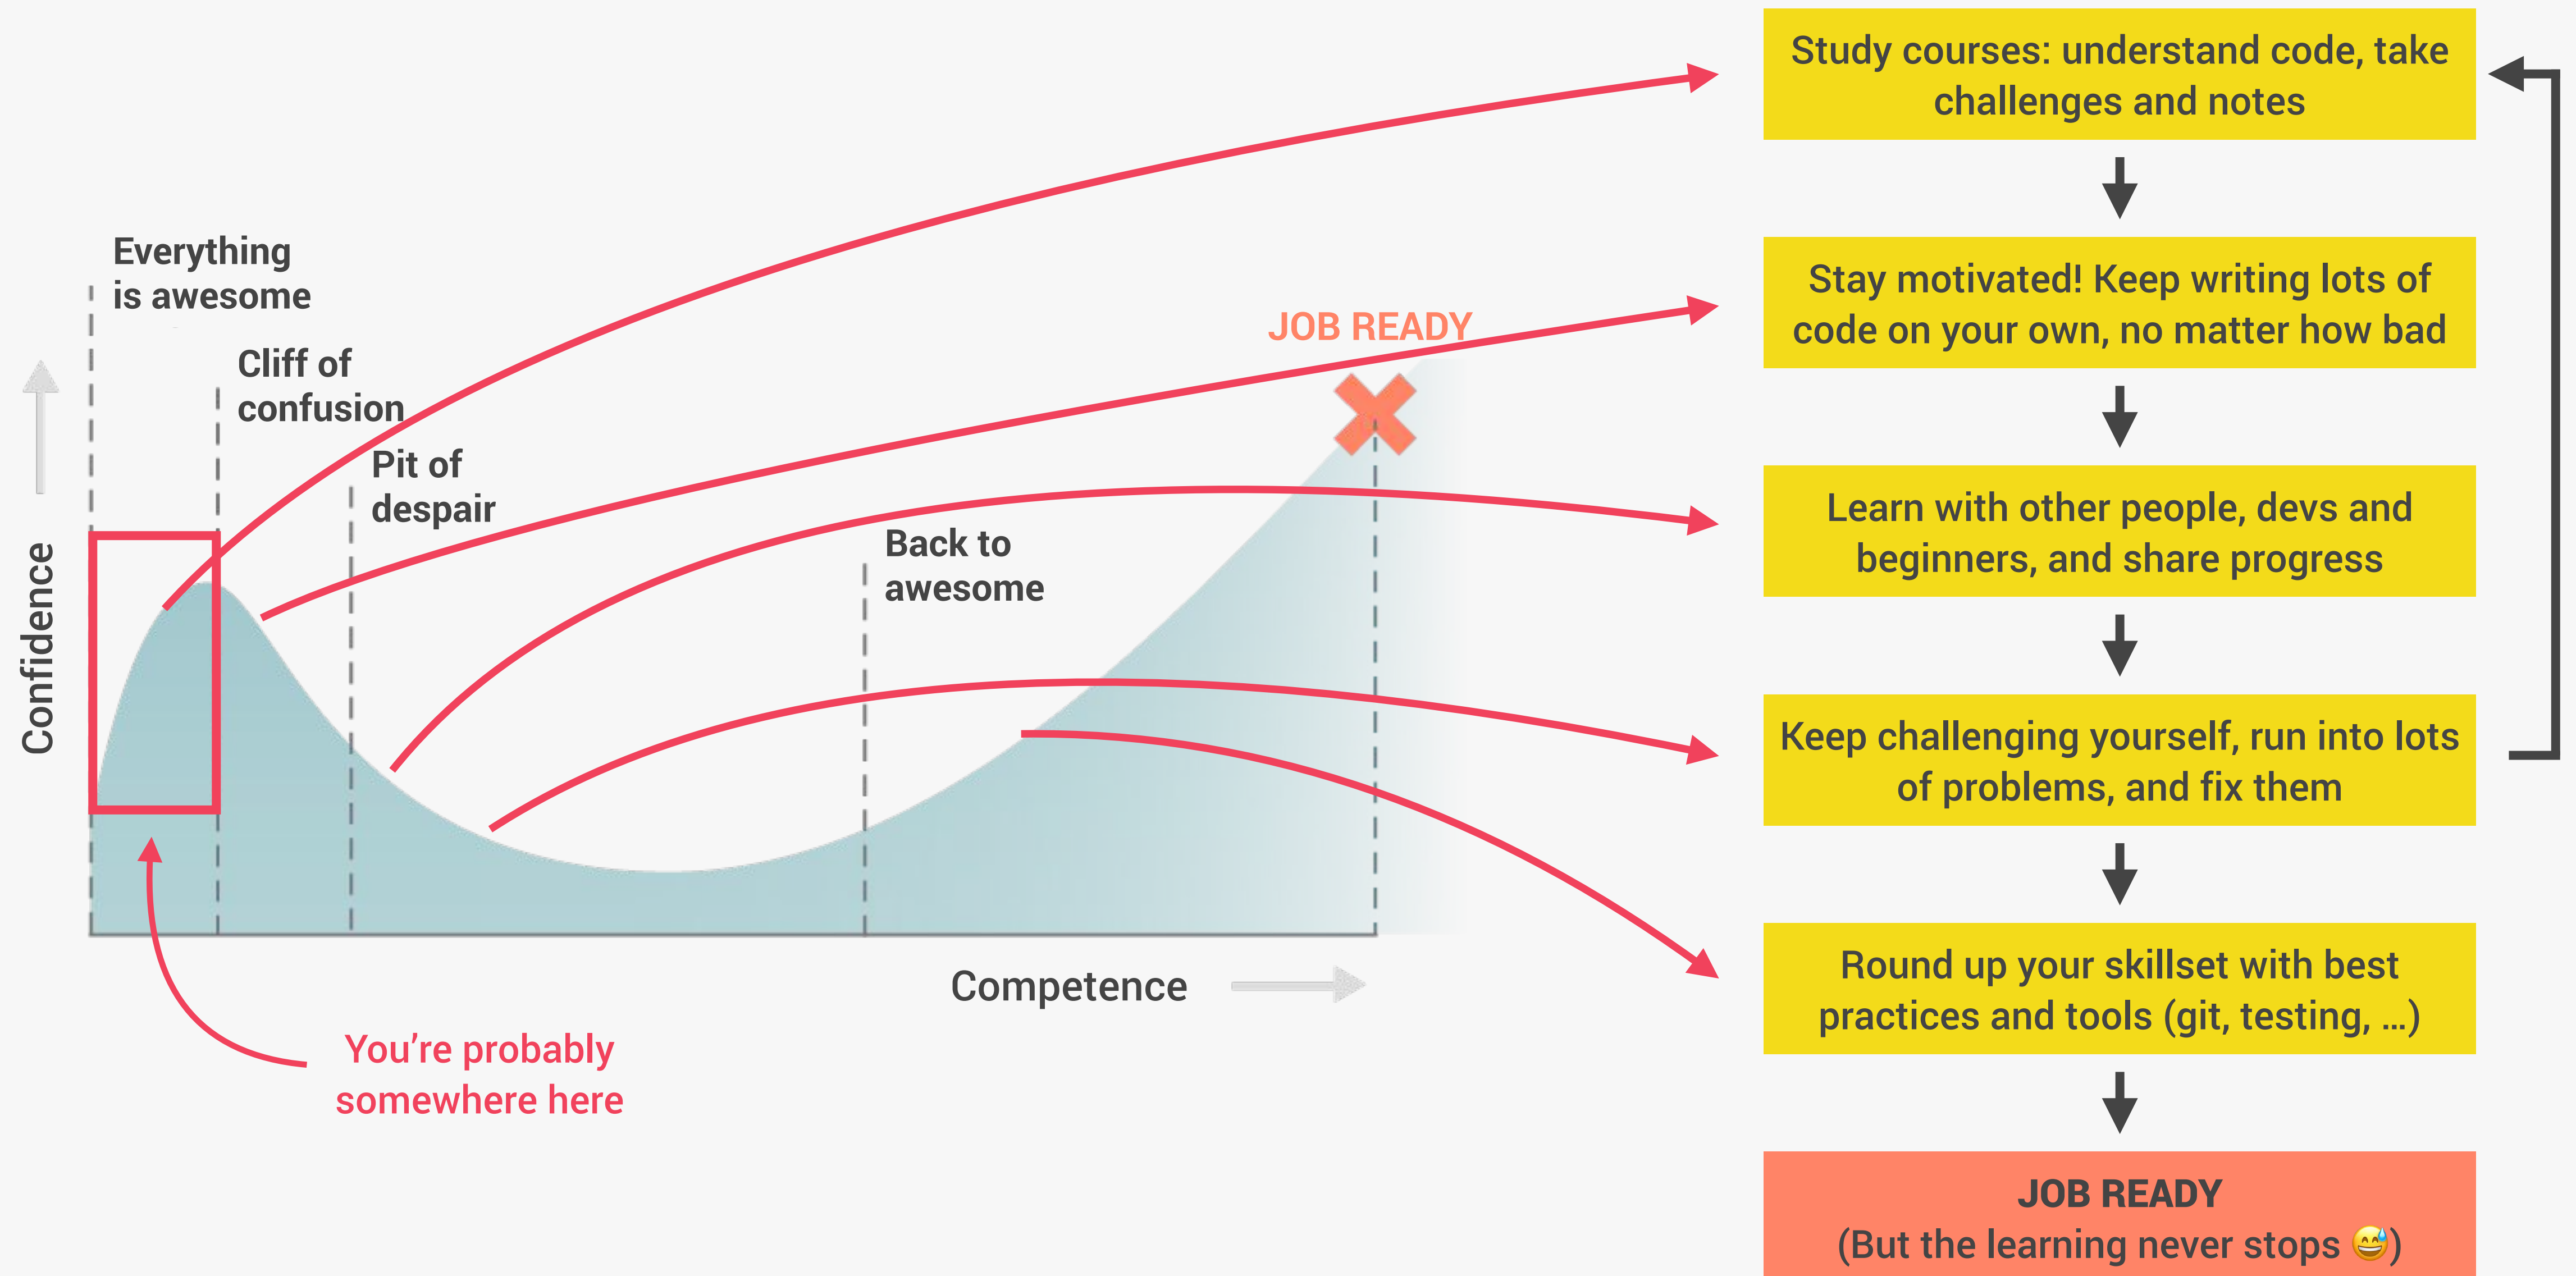 Everything
is awesome
Cliff of
confusion
Pit of
despair
Back to
awesome
JOB READY
Confidence
Competence
You’re probably
somewhere here
Study courses: understand code, take
challenges and notes
Stay motivated! Keep writing lots of
code on your own, no matter how bad
Learn with other people, devs and
beginners, and share progress
Keep challenging yourself, run into lots
of problems, and fix them
Round up your skillset with best
practices and tools (git, testing, …)
JOB READY
(But the learning never stops 😅)